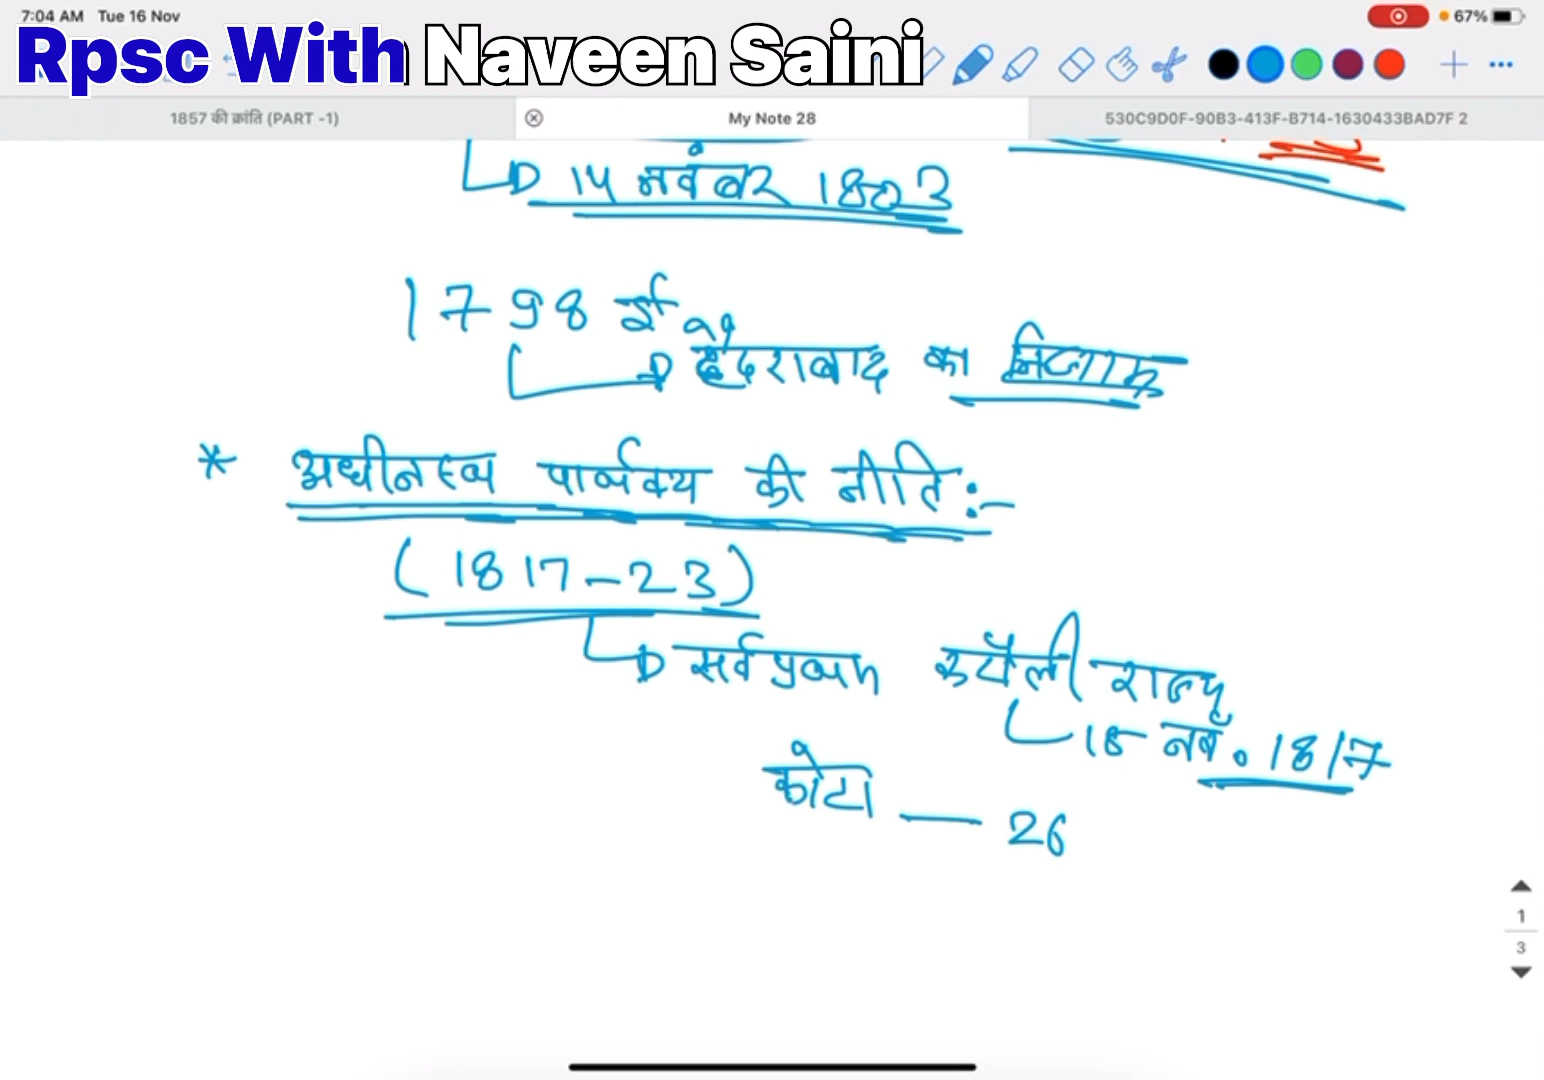 7:04 AM Tue 16 Nov
67%
Rpsc With Naveen Saini
1857 की क्रांति (PART -1)
My Note 28
530C9D0F-90B3-413F-B714-1630433BAD7F 2
14 नवंबर 1803
1798 ई
हैदराबाद का निजाम
* अधीनस्थ पार्थक्य की नीति:-
(1817-23)
सर्वप्रथम करौली राज्य
15 नव. 1817
कोटा — 26
1
3